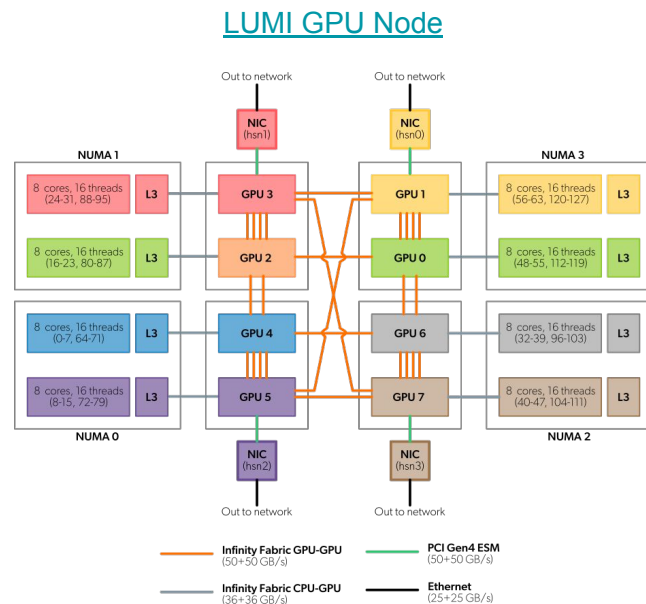 LUMI GPU Node
Out to network
Out to network
NIC
(hsn1)
NIC
(hsn0)
NUMA 1
NUMA 3
8 cores, 16 threads
(24-31, 88-95)
L3
GPU 3
GPU 1
8 cores, 16 threads
(56-63, 120-127)
L3
8 cores, 16 threads
(16-23, 80-87)
L3
GPU 2
GPU 0
8 cores, 16 threads
(48-55, 112-119)
L3
8 cores, 16 threads
(0-7, 64-71)
L3
GPU 4
GPU 6
8 cores, 16 threads
(32-39, 96-103)
L3
8 cores, 16 threads
(8-15, 72-79)
L3
GPU 5
GPU 7
8 cores, 16 threads
(40-47, 104-111)
L3
NUMA 0
NUMA 2
NIC
(hsn2)
NIC
(hsn3)
Out to network
Out to network
Infinity Fabric GPU-GPU
(50+50 GB/s)
PCI Gen4 ESM
(50+50 GB/s)
Infinity Fabric CPU-GPU
(36+36 GB/s)
Ethernet
(25+25 GB/s)